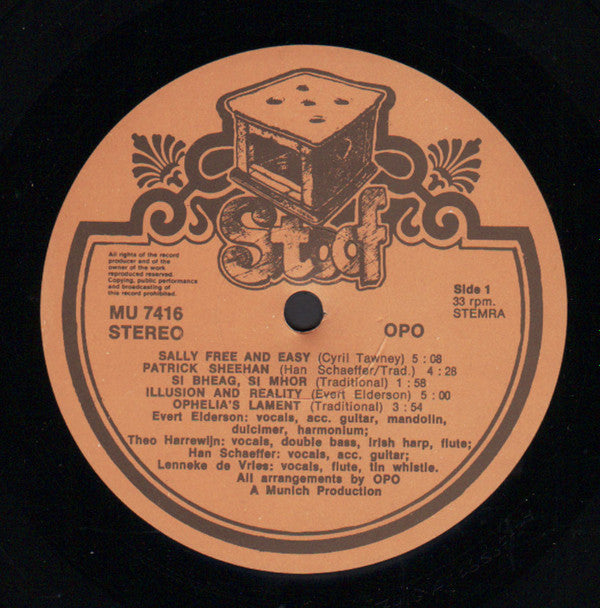 Stoof
All rights of the record
producer and of the
owner of the work
reproduced reserved.
Copying, public performance
and broadcasting of
this record prohibited.
MU 7416
STEREO
Side 1
33 rpm.
STEMRA
OPO
SALLY FREE AND EASY (Cyril Tawney) 5 : 08
PATRICK SHEEHAN (Han Schaeffer/Trad.) 4 : 28
SI BHEAG, SI MHOR (Traditional) 1 : 58
ILLUSION AND REALITY (Evert Elderson) 5 : 00
OPHELIA'S LAMENT (Traditional) 3 : 54
Evert Elderson: vocals, acc. guitar, mandolin,
dulcimer, harmonium;
Theo Harrewijn: vocals, double bass, irish harp, flute;
Han Schaeffer: vocals, acc. guitar;
Lenneke de Vries: vocals, flute, tin whistle.
All arrangements by OPO
A Munich Production